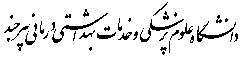 دانشگاه علوم پزشکی و خدمات بهداشتی درمانی بیرجند